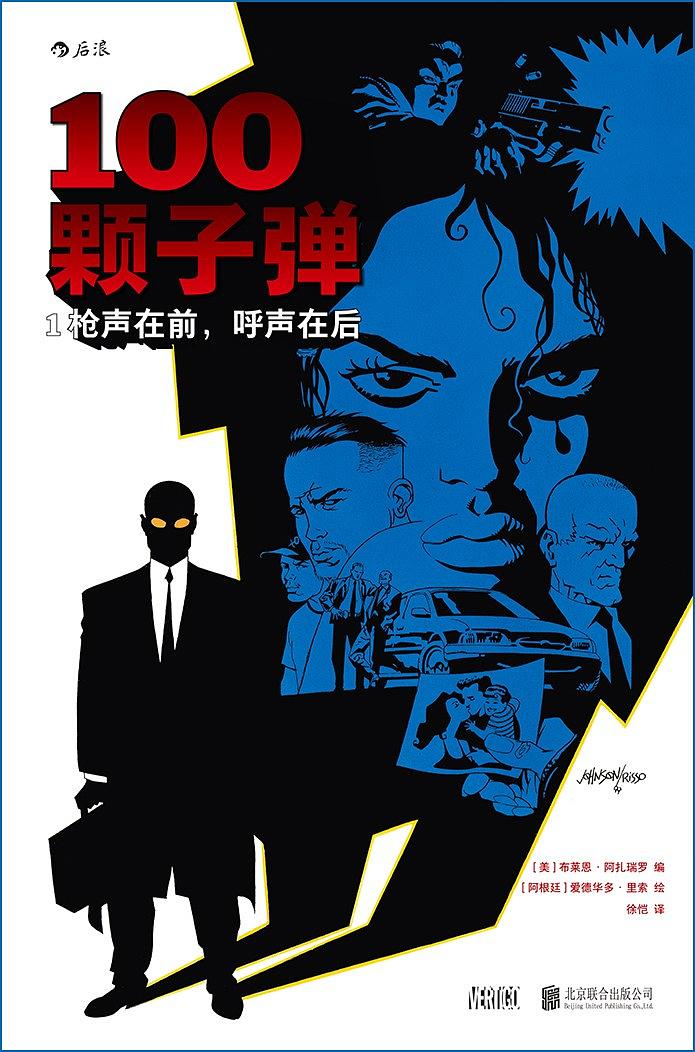 后浪
100
颗子弹
1 枪声在前，呼声在后
JOHNSON/RISSO
[美] 布莱恩·阿扎瑞罗 编
[阿根廷] 爱德华多·里索 绘
徐恺 译
VERTIGO
北京联合出版公司
Beijing United Publishing Co.,Ltd.